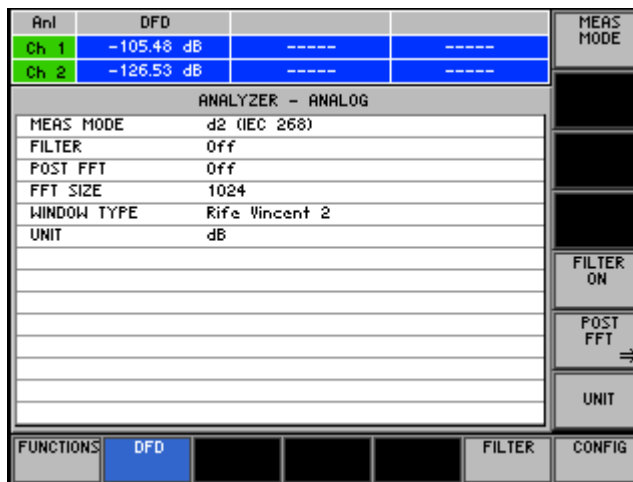 Anl DFD
Ch 1 -105.48 dB ----- -----
Ch 2 -126.53 dB ----- -----
MEAS
MODE
ANALYZER - ANALOG
MEAS MODE d2 (IEC 268)
FILTER Off
POST FFT Off
FFT SIZE 1024
WINDOW TYPE Rife Vincent 2
UNIT dB
FILTER
ON
POST
FFT
⇒
UNIT
FUNCTIONS DFD FILTER CONFIG